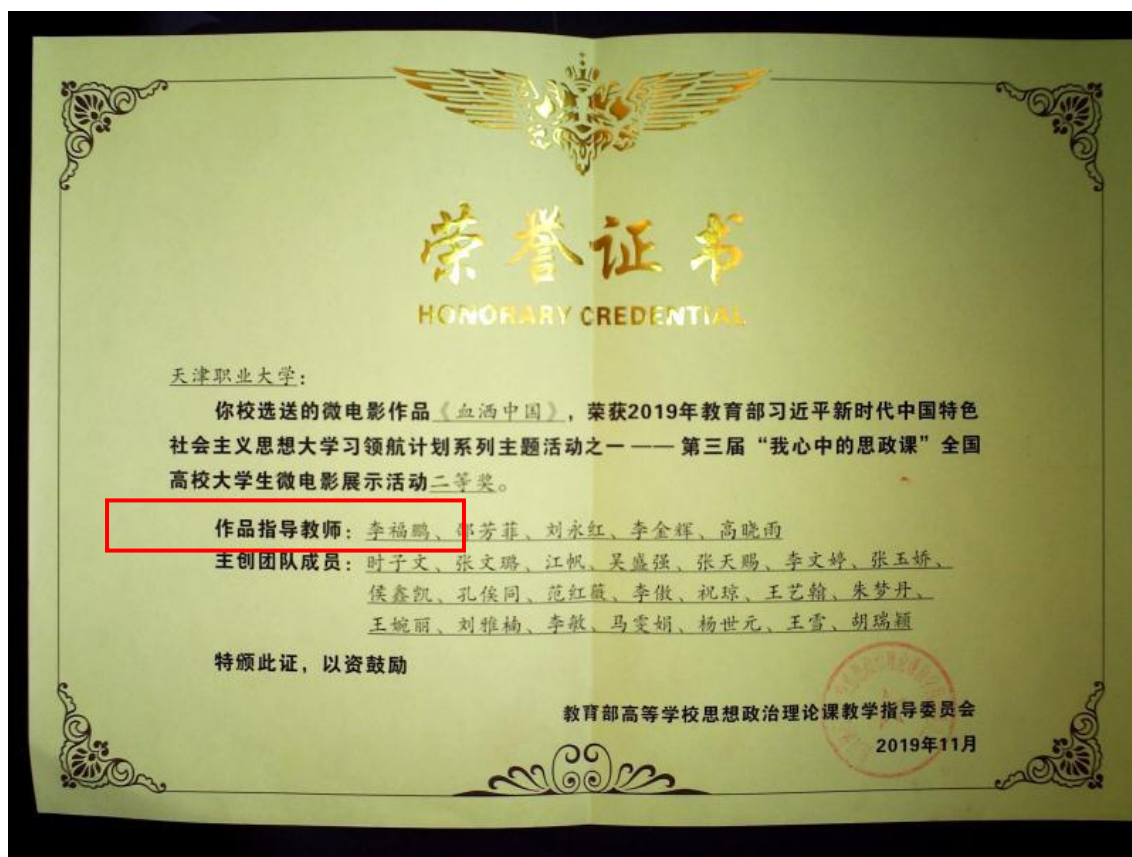 荣誉证书
HONORARY CREDENTIAL
天津职业大学：
你校选送的微电影作品《血洒中国》，荣获2019年教育部习近平新时代中国特色
社会主义思想大学习领航计划系列主题活动之一 —— 第三届“我心中的思政课”全国
高校大学生微电影展示活动二等奖。
作品指导教师：李福鹏、邵芳菲、刘永红、李金辉、高晓雨
主创团队成员：时子文、张文璐、江帆、吴盛强、张天赐、李文婷、张玉娇、
侯鑫凯、孔俟同、范红薇、李傲、祝琼、王艺翰、朱梦丹、
王婉丽、刘雅楠、李敏、马雯娟、杨世元、王雪、胡瑞颖
特颁此证，以资鼓励
教育部高等学校思想政治理论课教学指导委员会
2019年11月